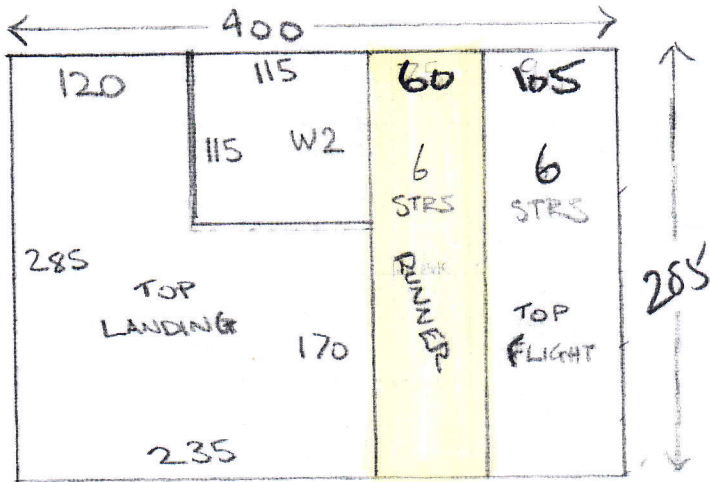 400
120
115
60
105
115
W2
6
STRS
6
STRS
285
TOP
LANDING
170
RUNNER
TOP
FLIGHT
285
235